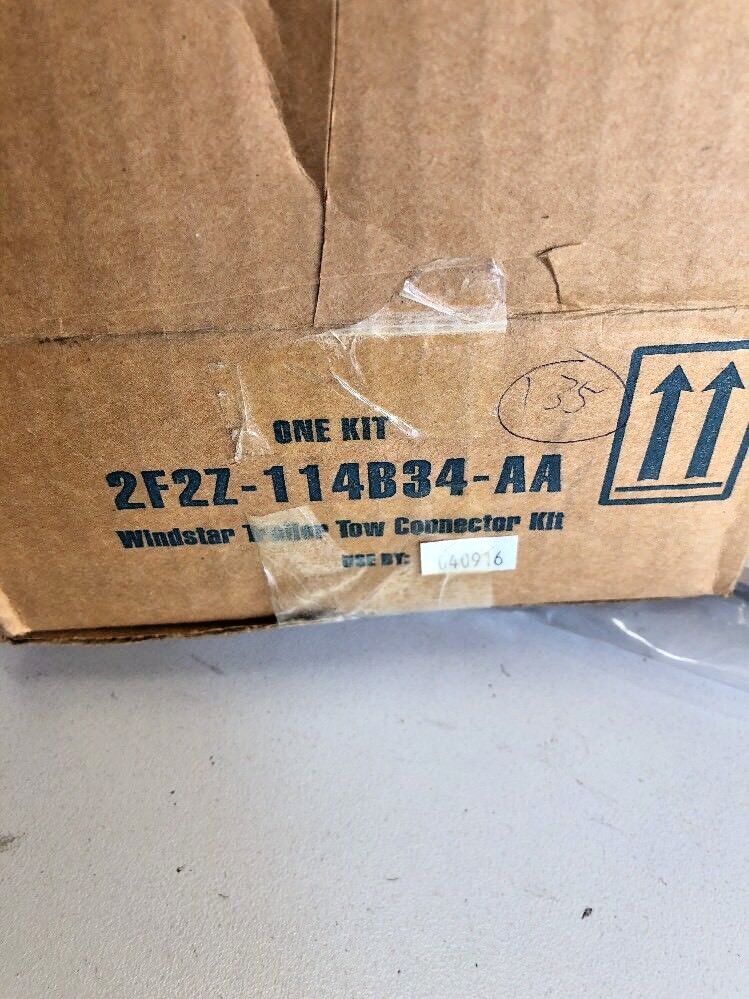 135
ONE KIT
2F2Z-114B34-AA
Windstar Trailer Tow Connector Kit
USE BY: 040916